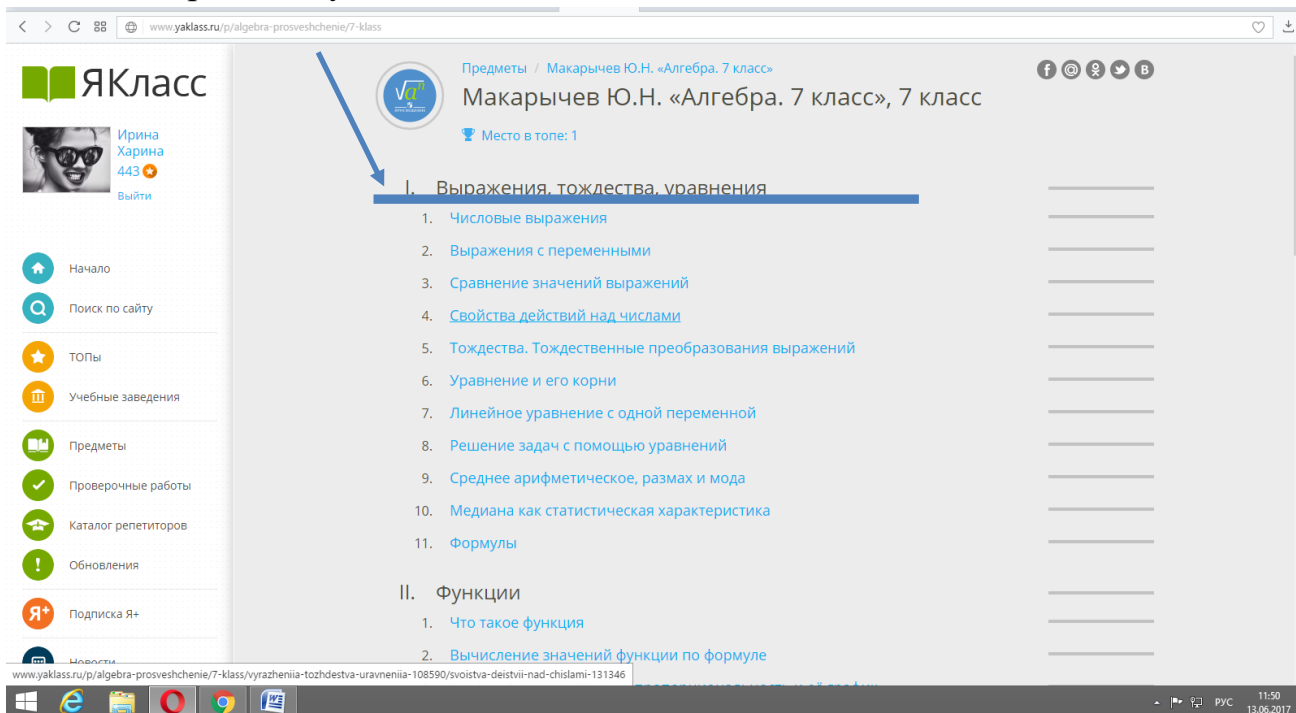 www.yaklass.ru/p/algebra-prosveshchenie/7-klass
ЯКласс
Ирина
Харина
443
Выйти
Начало
Поиск по сайту
ТОПы
Учебные заведения
Предметы
Проверочные работы
Каталог репетиторов
Обновления
Я+ Подписка Я+
Новости
Предметы / Макарычев Ю.Н. «Алгебра. 7 класс»
Макарычев Ю.Н. «Алгебра. 7 класс», 7 класс
Место в топе: 1
I. Выражения, тождества, уравнения
1. Числовые выражения
2. Выражения с переменными
3. Сравнение значений выражений
4. Свойства действий над числами
5. Тождества. Тождественные преобразования выражений
6. Уравнение и его корни
7. Линейное уравнение с одной переменной
8. Решение задач с помощью уравнений
9. Среднее арифметическое, размах и мода
10. Медиана как статистическая характеристика
11. Формулы
II. Функции
1. Что такое функция
2. Вычисление значений функции по формуле
www.yaklass.ru/p/algebra-prosveshchenie/7-klass/vyrazheniia-tozhdestva-uravneniia-108590/svoistva-deistvii-nad-chislami-131346
РУС
11:50
13.06.2017